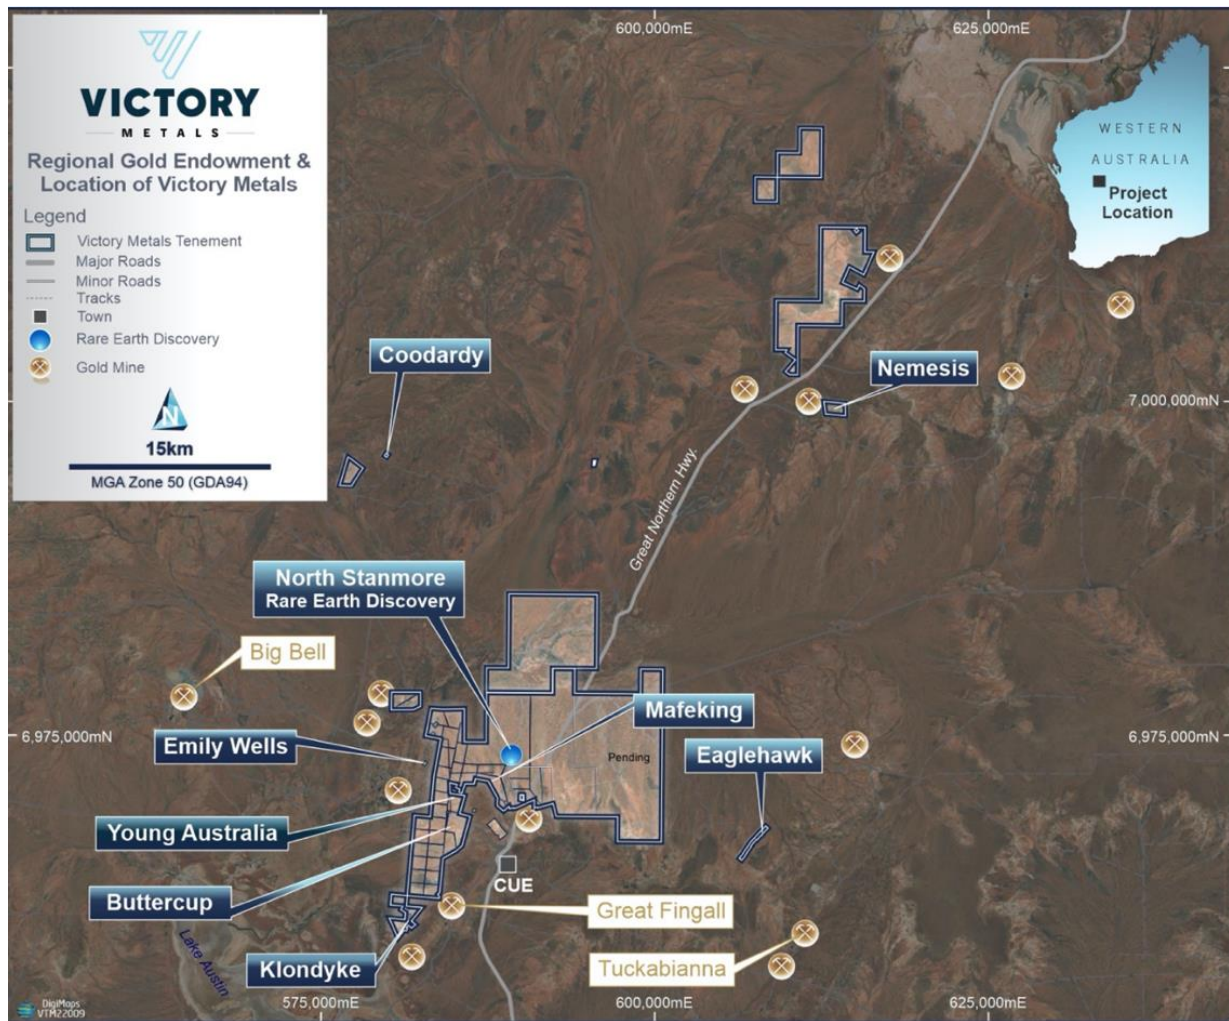 600,000mE
625,000mE
VICTORY
METALS
Regional Gold Endowment &
Location of Victory Metals
Legend
Victory Metals Tenement
Major Roads
Minor Roads
Tracks
Town
Rare Earth Discovery
Gold Mine
N
15km
MGA Zone 50 (GDA94)
WESTERN
AUSTRALIA
Project
Location
Coodardy
Nemesis
7,000,000mN
Great Northern Hwy.
North Stanmore
Rare Earth Discovery
Big Bell
Mafeking
6,975,000mN
Emily Wells
Pending
Eaglehawk
6,975,000mN
Young Australia
CUE
Buttercup
Great Fingall
Lake Austin
Klondyke
Tuckabianna
575,000mE
600,000mE
625,000mE
DigiMaps
VTM22009